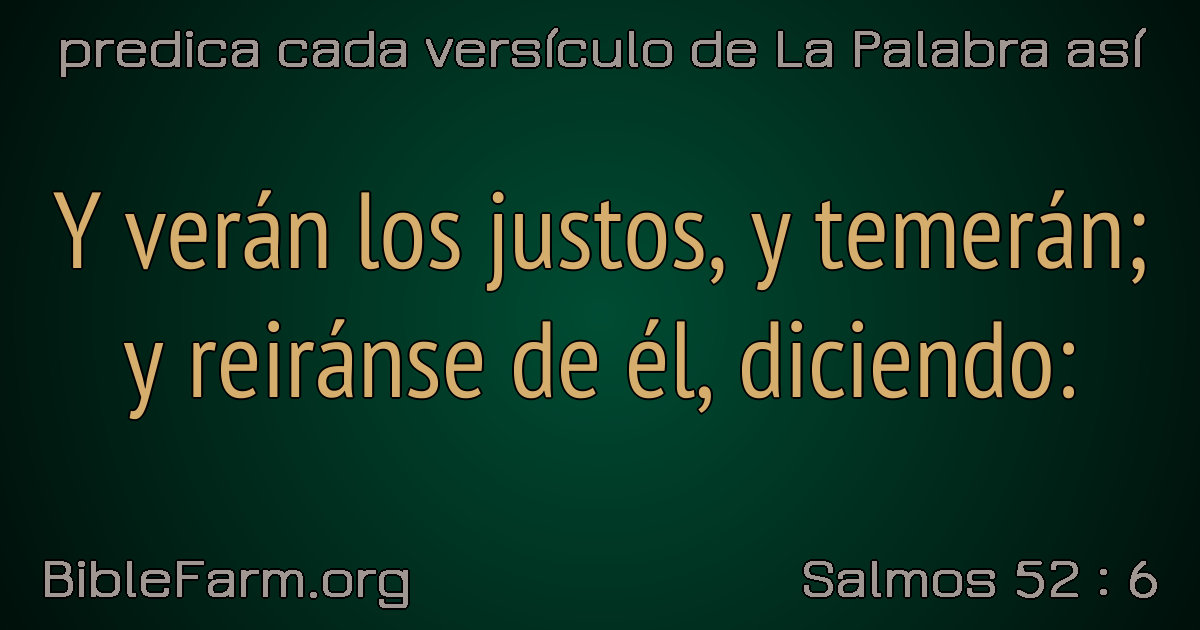 predica cada versículo de La Palabra así
Y verán los justos, y temerán;
y reiránse de él, diciendo:
BibleFarm.org
Salmos 52 : 6